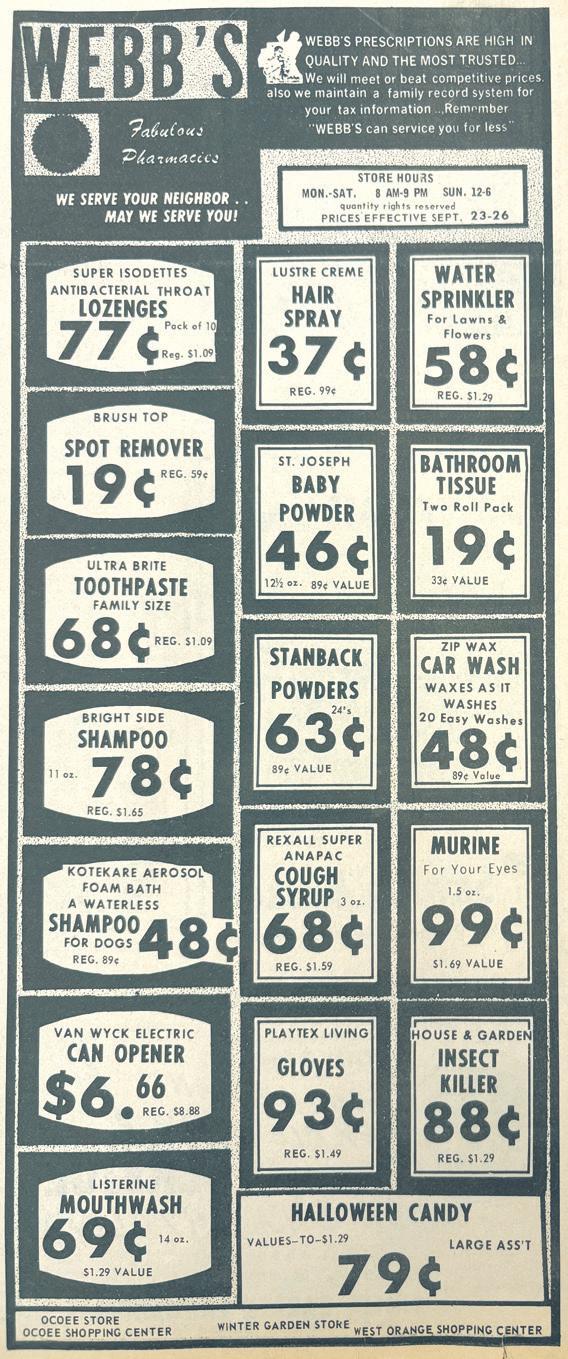 WEBB'S
WEBB'S PRESCRIPTIONS ARE HIGH IN
QUALITY AND THE MOST TRUSTED...
We will meet or beat competitive prices.
also we maintain a family record system for
your tax information ..,Remember
"WEBB'S can service you for less"
Fabulous
Pharmacies
WE SERVE YOUR NEIGHBOR . .
MAY WE SERVE YOU!
STORE HOURS
MON.-SAT. 8 AM-9 PM SUN. 12-6
quantity rights reserved
PRICES EFFECTIVE SEPT. 23-26
SUPER ISODETTES
ANTIBACTERIAL THROAT
LOZENGES
77¢ Pack of 10
Reg. $1.09
BRUSH TOP
SPOT REMOVER
19¢ REG. 59¢
ULTRA BRITE
TOOTHPASTE
FAMILY SIZE
68¢ REG. $1.09
BRIGHT SIDE
SHAMPOO
11 oz. 78¢
REG. $1.65
KOTEKARE AEROSOL
FOAM BATH
A WATERLESS
SHAMPOO
FOR DOGS 48¢
REG. 89¢
VAN WYCK ELECTRIC
CAN OPENER
$6.66
REG. $8.88
LISTERINE
MOUTHWASH
69¢ 14 oz.
$1.29 VALUE
LUSTRE CREME
HAIR
SPRAY
37¢
REG. 99¢
ST. JOSEPH
BABY
POWDER
46¢
12½ oz. 89¢ VALUE
STANBACK
POWDERS
24's
63¢
89¢ VALUE
REXALL SUPER
ANAPAC
COUGH
SYRUP 3 oz.
68¢
REG. $1.59
PLAYTEX LIVING
GLOVES
93¢
REG. $1.49
WATER
SPRINKLER
For Lawns &
Flowers
58¢
REG. $1.29
BATHROOM
TISSUE
Two Roll Pack
19¢
33¢ VALUE
ZIP WAX
CAR WASH
WAXES AS IT
WASHES
20 Easy Washes
48¢
89¢ Value
MURINE
For Your Eyes
1.5 oz.
99¢
$1.69 VALUE
HOUSE & GARDEN
INSECT
KILLER
88¢
REG. $1.29
HALLOWEEN CANDY
VALUES-TO-$1.29 LARGE ASS'T
79¢
OCOEE STORE
OCOEE SHOPPING CENTER
WINTER GARDEN STORE
WEST ORANGE SHOPPING CENTER